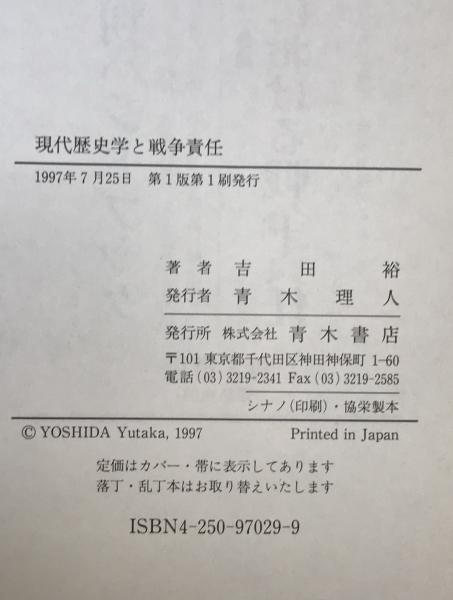 現代歴史学と戦争責任
1997年7月25日 第1版第1刷発行
著者 吉田裕
発行者 青木理人
発行所 株式会社 青木書店
〒101 東京都千代田区神田神保町 1-60
電話(03)3219-2341 Fax(03)3219-2585
シナノ(印刷)・協栄製本
© YOSHIDA Yutaka, 1997 Printed in Japan
定価はカバー・帯に表示してあります
落丁・乱丁本はお取り替えいたします
ISBN4-250-97029-9